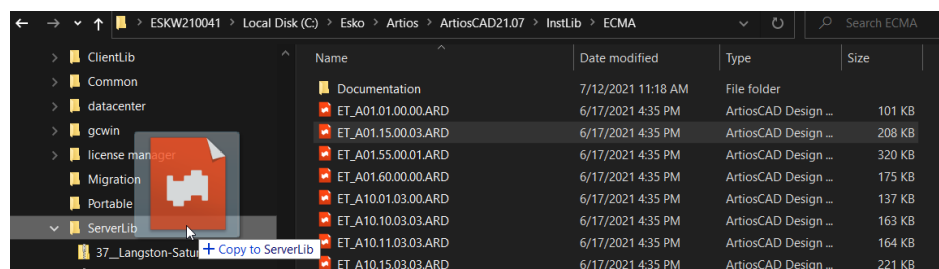 ESKW210041 > Local Disk (C:) > Esko > Artios > ArtiosCAD21.07 > InstLib > ECMA Search ECMA
ClientLib
Common
datacenter
gcwin
license manager
Migration
Portable
ServerLib
37_Langston-Satur
+ Copy to ServerLib
Name Date modified Type Size
Documentation 7/12/2021 11:18 AM File folder
ET_A01.01.00.00.ARD 6/17/2021 4:35 PM ArtiosCAD Design ... 101 KB
ET_A01.15.00.03.ARD 6/17/2021 4:35 PM ArtiosCAD Design ... 208 KB
ET_A01.55.00.01.ARD 6/17/2021 4:35 PM ArtiosCAD Design ... 320 KB
ET_A01.60.00.00.ARD 6/17/2021 4:35 PM ArtiosCAD Design ... 175 KB
ET_A10.01.03.00.ARD 6/17/2021 4:35 PM ArtiosCAD Design ... 137 KB
ET_A10.10.03.03.ARD 6/17/2021 4:35 PM ArtiosCAD Design ... 163 KB
ET_A10.11.03.03.ARD 6/17/2021 4:35 PM ArtiosCAD Design ... 164 KB
ET_A10.15.03.03.ARD 6/17/2021 4:35 PM ArtiosCAD Design ... 221 KB